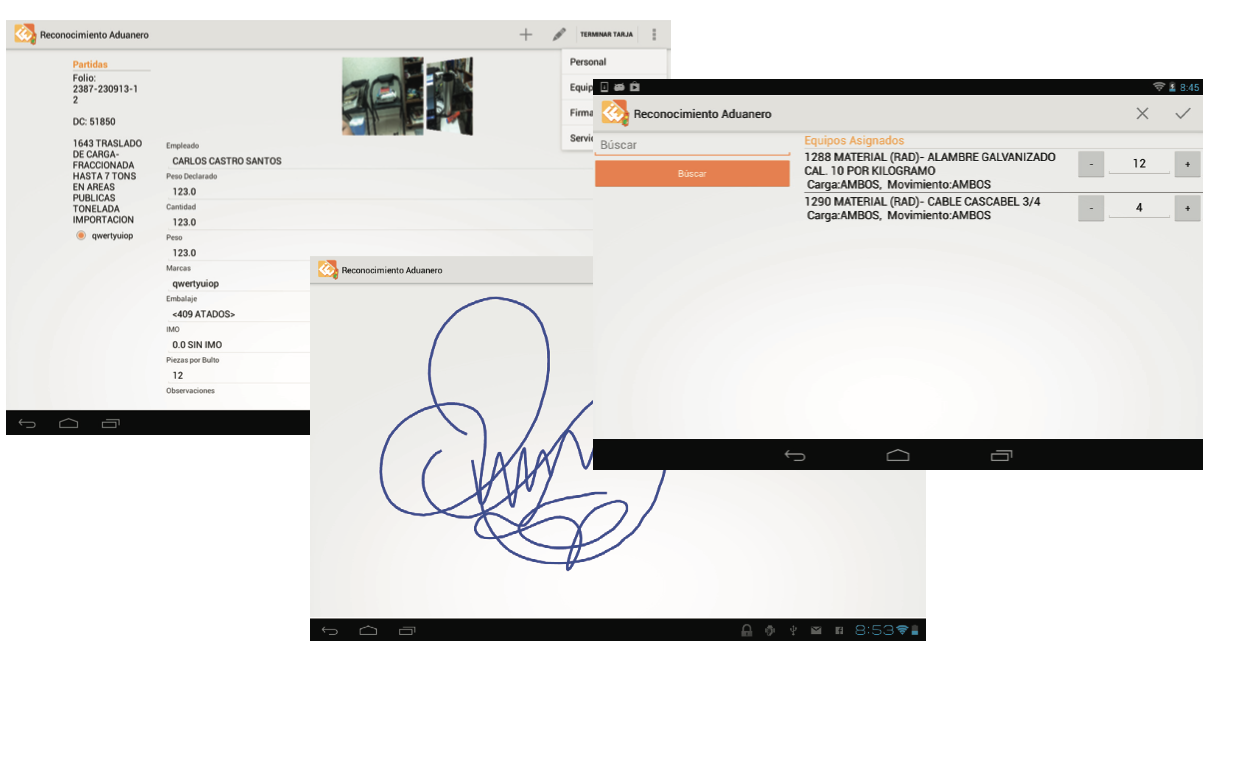 Reconocimiento Aduanero
TERMINAR TARJA
Partidas
Folio:
2387-230913-1
2
DC: 51850
1643 TRASLADO
DE CARGA-
FRACCIONADA
HASTA 7 TONS
EN AREAS
PUBLICAS
TONELADA
IMPORTACION
qwertyuiop
Empleado
CARLOS CASTRO SANTOS
Peso Declarado
123.0
Cantidad
123.0
Peso
123.0
Marcas
qwertyuiop
Embalaje
<409 ATADOS>
IMO
0.0 SIN IMO
Piezas por Bulto
12
Observaciones
Personal
Equip
Firma
Servic
8:45
Reconocimiento Aduanero
Búscar
Búscar
Equipos Asignados
1288 MATERIAL (RAD)- ALAMBRE GALVANIZADO
CAL. 10 POR KILOGRAMO
Carga:AMBOS, Movimiento:AMBOS
- 12 +
1290 MATERIAL (RAD)- CABLE CASCABEL 3/4
Carga:AMBOS, Movimiento:AMBOS
- 4 +
Reconocimiento Aduanero
8:53